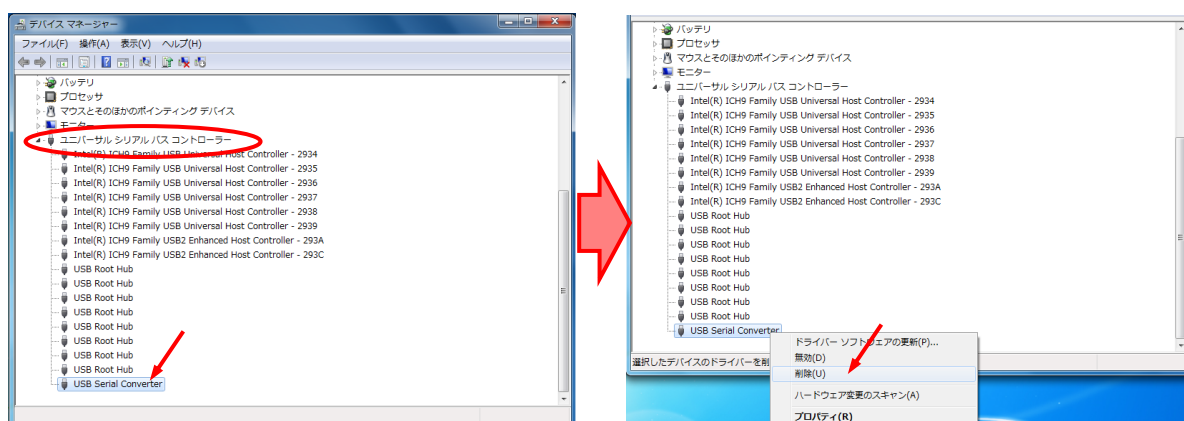 デバイス マネージャー
ファイル(F) 操作(A) 表示(V) ヘルプ(H)
バッテリ
プロセッサ
マウスとそのほかのポインティング デバイス
モニター
ユニバーサル シリアル バス コントローラー
Intel(R) ICH9 Family USB Universal Host Controller - 2934
Intel(R) ICH9 Family USB Universal Host Controller - 2935
Intel(R) ICH9 Family USB Universal Host Controller - 2936
Intel(R) ICH9 Family USB Universal Host Controller - 2937
Intel(R) ICH9 Family USB Universal Host Controller - 2938
Intel(R) ICH9 Family USB Universal Host Controller - 2939
Intel(R) ICH9 Family USB2 Enhanced Host Controller - 293A
Intel(R) ICH9 Family USB2 Enhanced Host Controller - 293C
USB Root Hub
USB Root Hub
USB Root Hub
USB Root Hub
USB Root Hub
USB Root Hub
USB Root Hub
USB Root Hub
USB Serial Converter
バッテリ
プロセッサ
マウスとそのほかのポインティング デバイス
モニター
ユニバーサル シリアル バス コントローラー
Intel(R) ICH9 Family USB Universal Host Controller - 2934
Intel(R) ICH9 Family USB Universal Host Controller - 2935
Intel(R) ICH9 Family USB Universal Host Controller - 2936
Intel(R) ICH9 Family USB Universal Host Controller - 2937
Intel(R) ICH9 Family USB Universal Host Controller - 2938
Intel(R) ICH9 Family USB Universal Host Controller - 2939
Intel(R) ICH9 Family USB2 Enhanced Host Controller - 293A
Intel(R) ICH9 Family USB2 Enhanced Host Controller - 293C
USB Root Hub
USB Root Hub
USB Root Hub
USB Root Hub
USB Root Hub
USB Root Hub
USB Root Hub
USB Root Hub
USB Serial Converter
ドライバー ソフトウェアの更新(P)...
無効(D)
選択したデバイスのドライバーを削
削除(U)
ハードウェア変更のスキャン(A)
プロパティ(R)